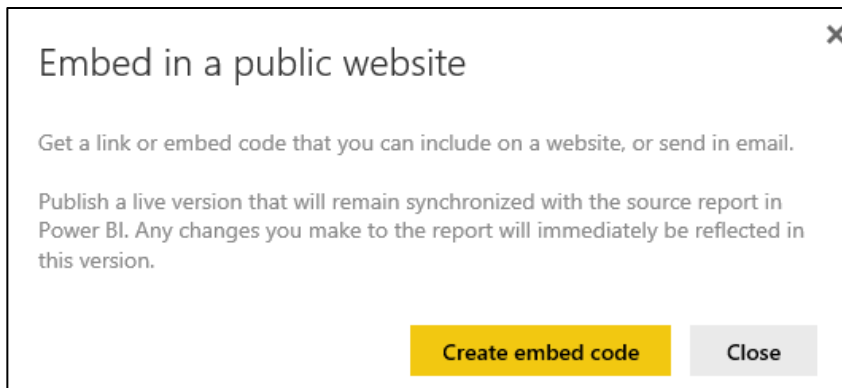 Embed in a public website
Get a link or embed code that you can include on a website, or send in email.
Publish a live version that will remain synchronized with the source report in
Power BI. Any changes you make to the report will immediately be reflected in
this version.
Create embed code Close